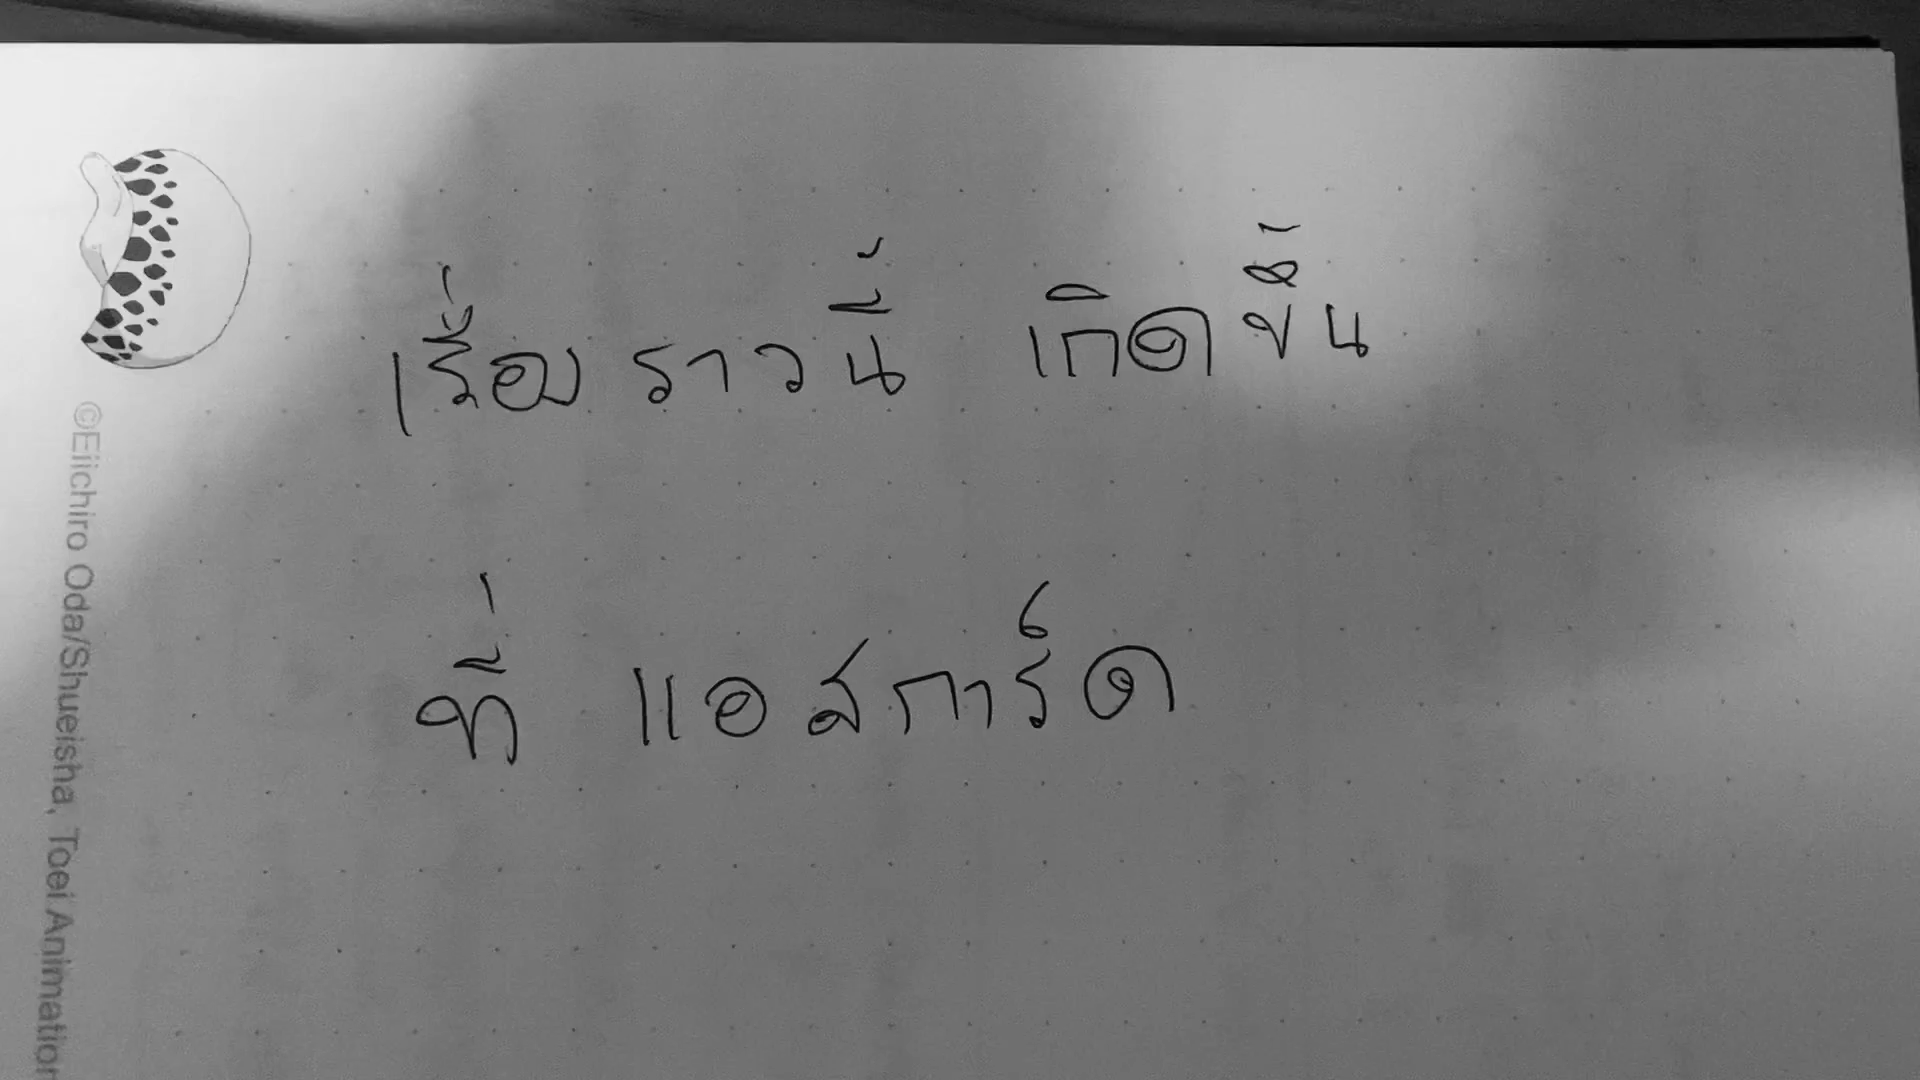 เรื่องราวนี้ เกิดขึ้น
ที่ แอสการ์ด
©Eiichiro Oda/Shueisha, Toei Animation